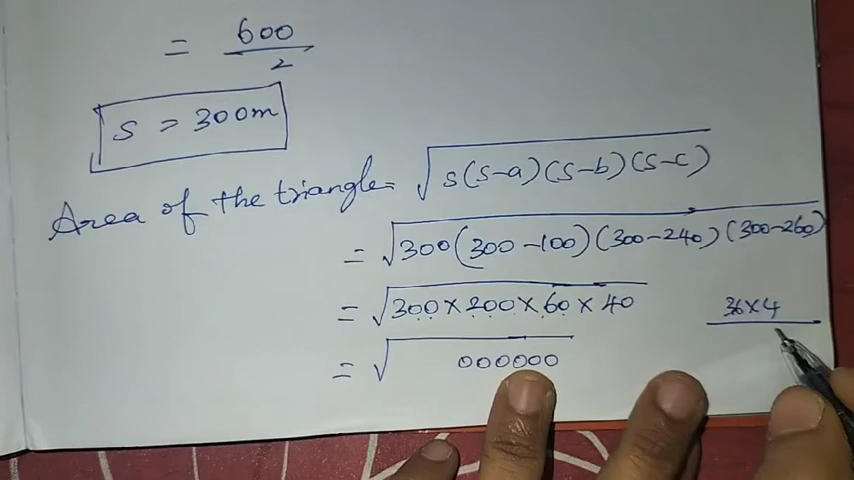 = 600
2
S = 300m
Area of the triangle = √s(s-a)(s-b)(s-c)
= √300(300-100)(300-240)(300-260)
= √300×200×60×40
36×4
= √ 000000